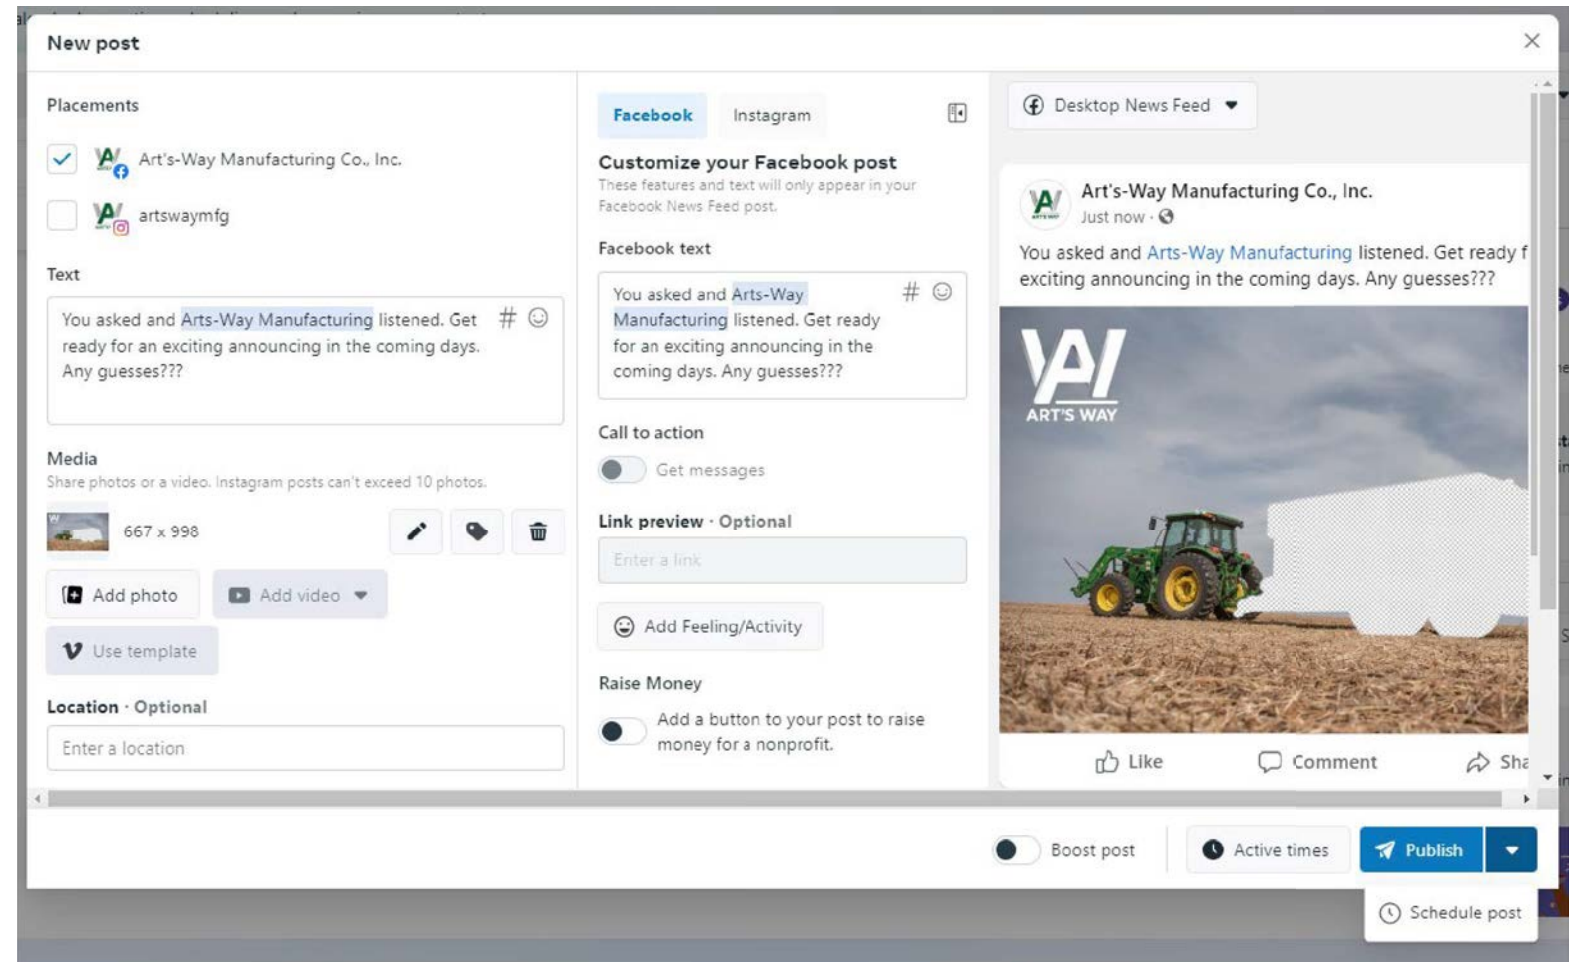 New post
Placements
Art's-Way Manufacturing Co., Inc.
artswaymfg
Text
You asked and Arts-Way Manufacturing listened. Get
ready for an exciting announcing in the coming days.
Any guesses???
#
Media
Share photos or a video. Instagram posts can't exceed 10 photos.
667 x 998
Add photo
Add video
Use template
Location · Optional
Enter a location
Facebook
Instagram
Customize your Facebook post
These features and text will only appear in your
Facebook News Feed post.
Facebook text
You asked and Arts-Way
Manufacturing listened. Get ready
for an exciting announcing in the
coming days. Any guesses???
#
Call to action
Get messages
Link preview · Optional
Enter a link
Add Feeling/Activity
Raise Money
Add a button to your post to raise
money for a nonprofit.
Desktop News Feed
Art's-Way Manufacturing Co., Inc.
Just now ·
You asked and Arts-Way Manufacturing listened. Get ready f
exciting announcing in the coming days. Any guesses???
ART'S WAY
Like
Comment
Sha
Boost post
Active times
Publish
Schedule post